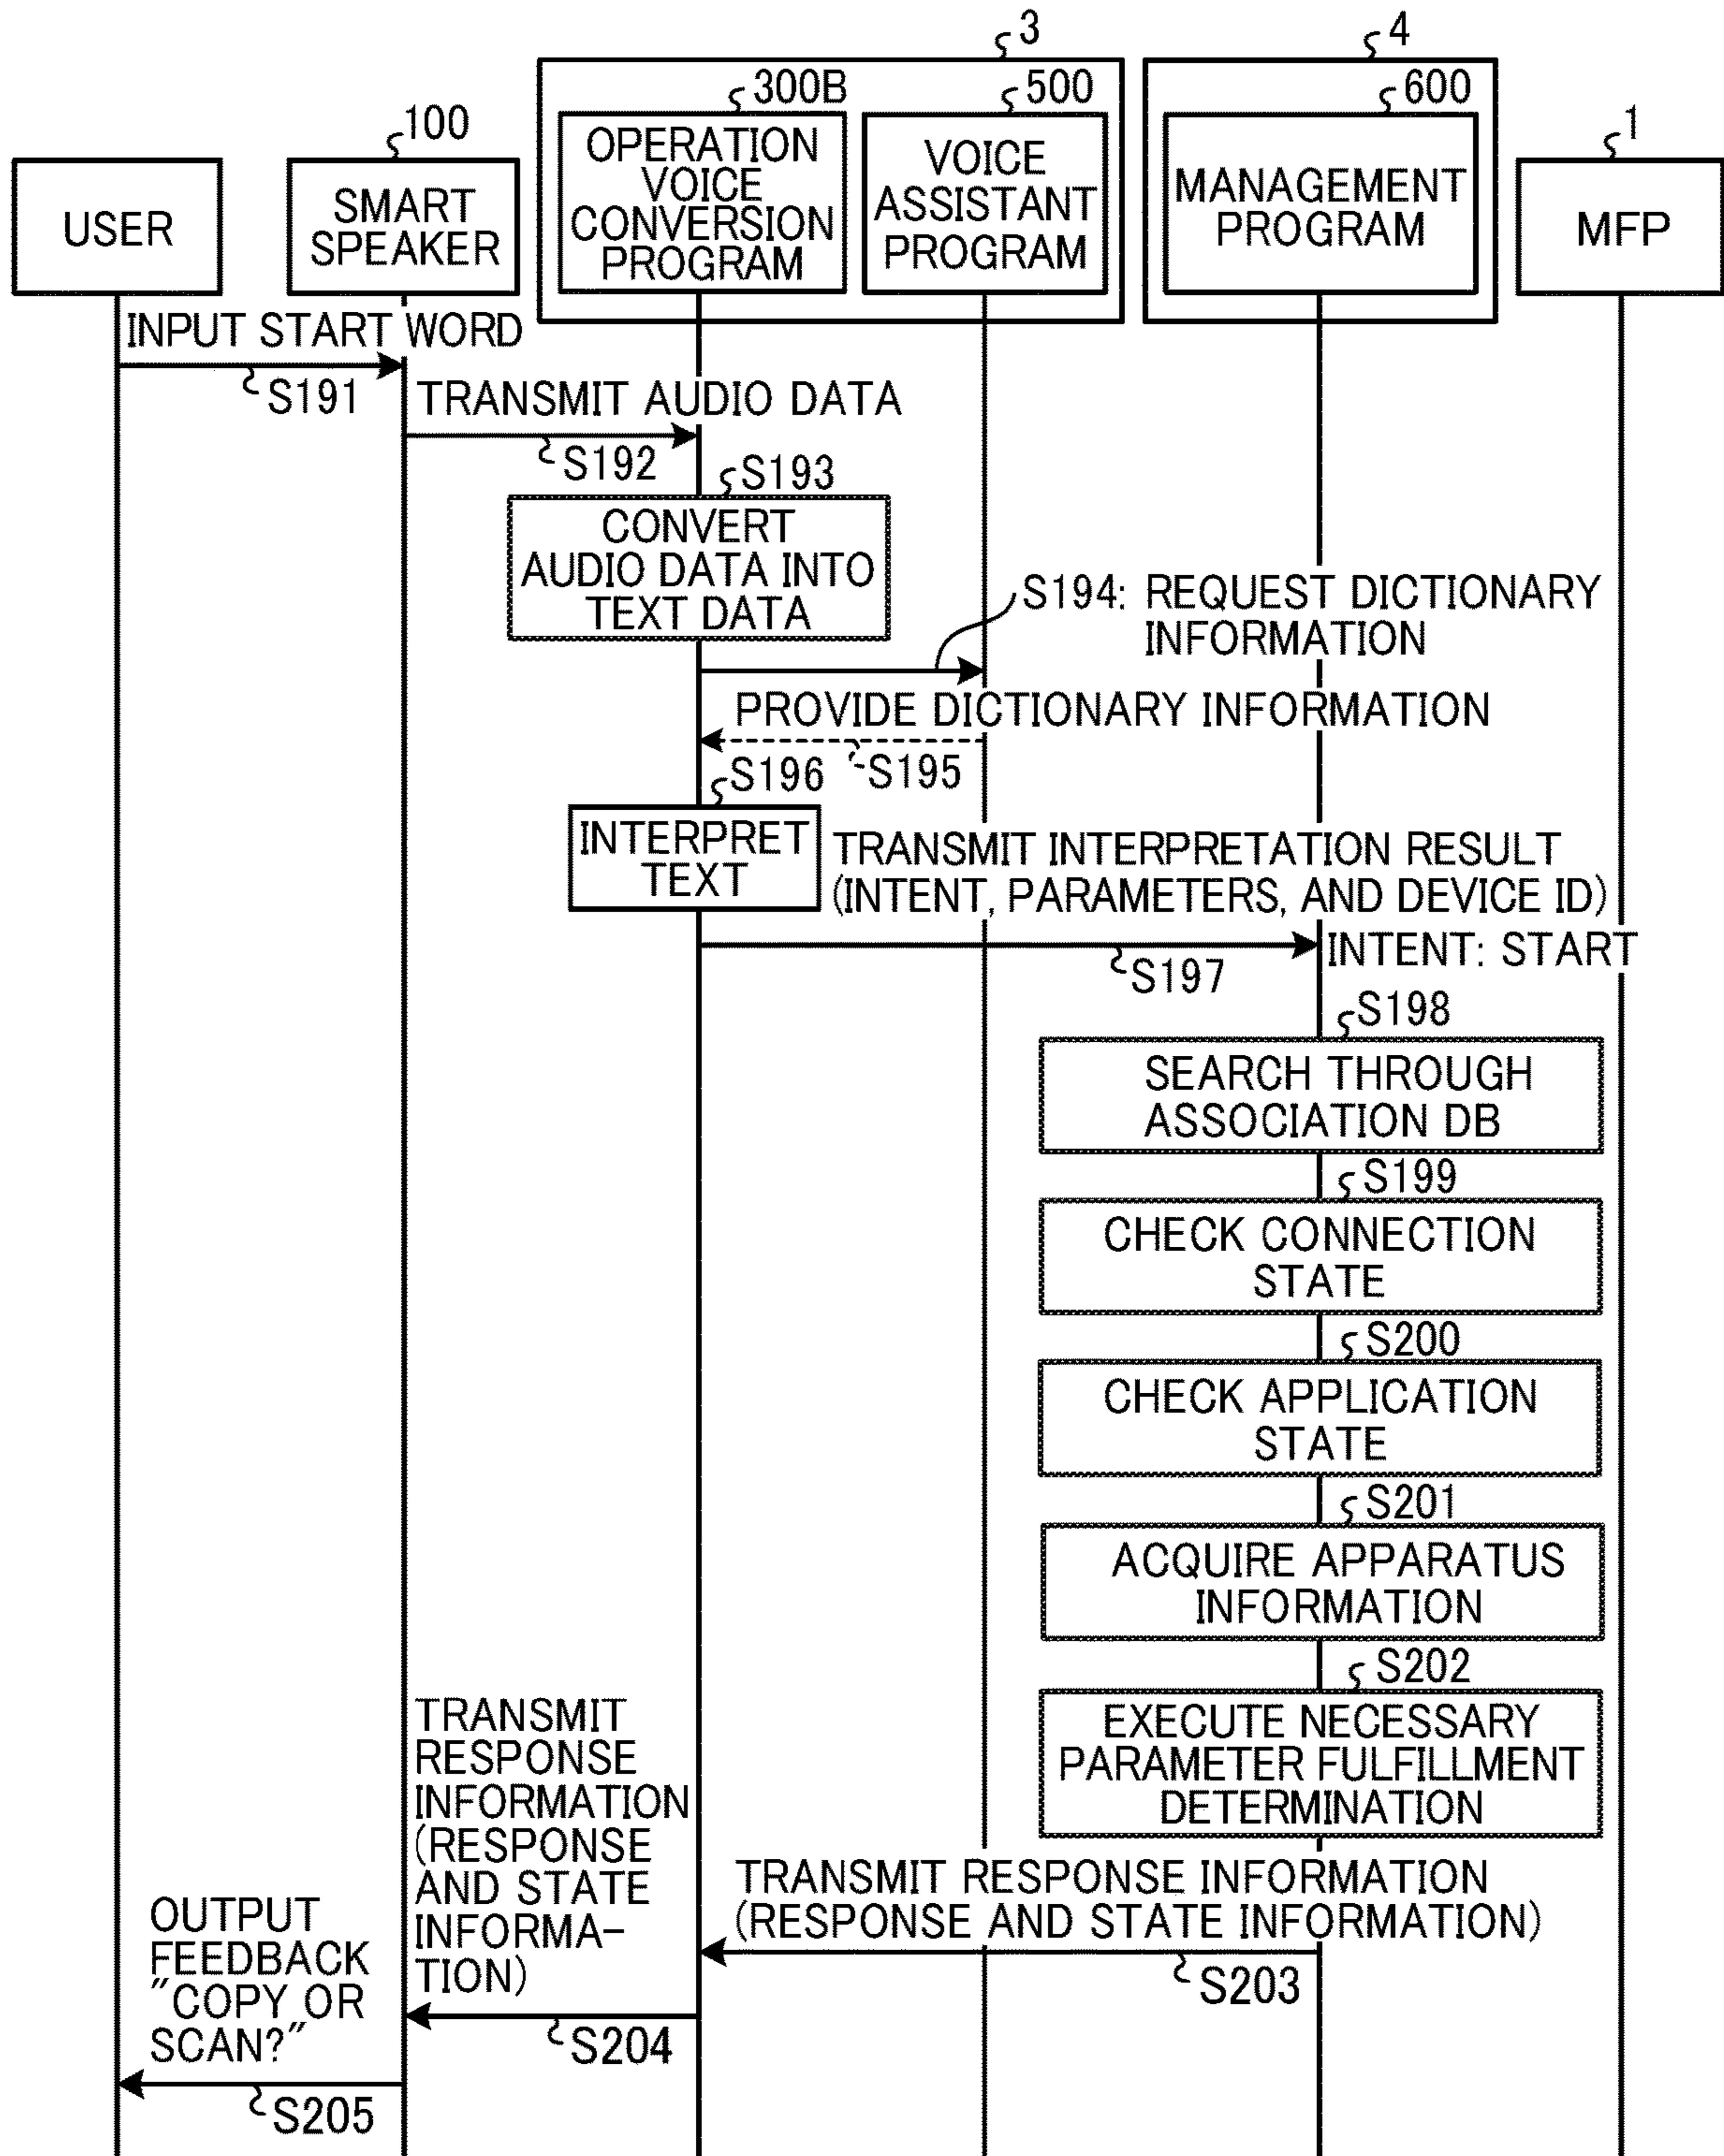 3
4
300B
500
600
100
1
USER
SMART
SPEAKER
OPERATION
VOICE
CONVERSION
PROGRAM
VOICE
ASSISTANT
PROGRAM
MANAGEMENT
PROGRAM
MFP
INPUT START WORD
S191
TRANSMIT AUDIO DATA
S192
S193
CONVERT
AUDIO DATA INTO
TEXT DATA
S194: REQUEST DICTIONARY
INFORMATION
PROVIDE DICTIONARY INFORMATION
S195
S196
INTERPRET
TEXT
TRANSMIT INTERPRETATION RESULT
(INTENT, PARAMETERS, AND DEVICE ID)
INTENT: START
S197
S198
SEARCH THROUGH
ASSOCIATION DB
S199
CHECK CONNECTION
STATE
S200
CHECK APPLICATION
STATE
S201
ACQUIRE APPARATUS
INFORMATION
S202
EXECUTE NECESSARY
PARAMETER FULFILLMENT
DETERMINATION
TRANSMIT RESPONSE INFORMATION
(RESPONSE AND STATE INFORMATION)
S203
TRANSMIT
RESPONSE
INFORMATION
(RESPONSE
AND STATE
INFORMA-
TION)
S204
OUTPUT
FEEDBACK
"COPY OR
SCAN?"
S205